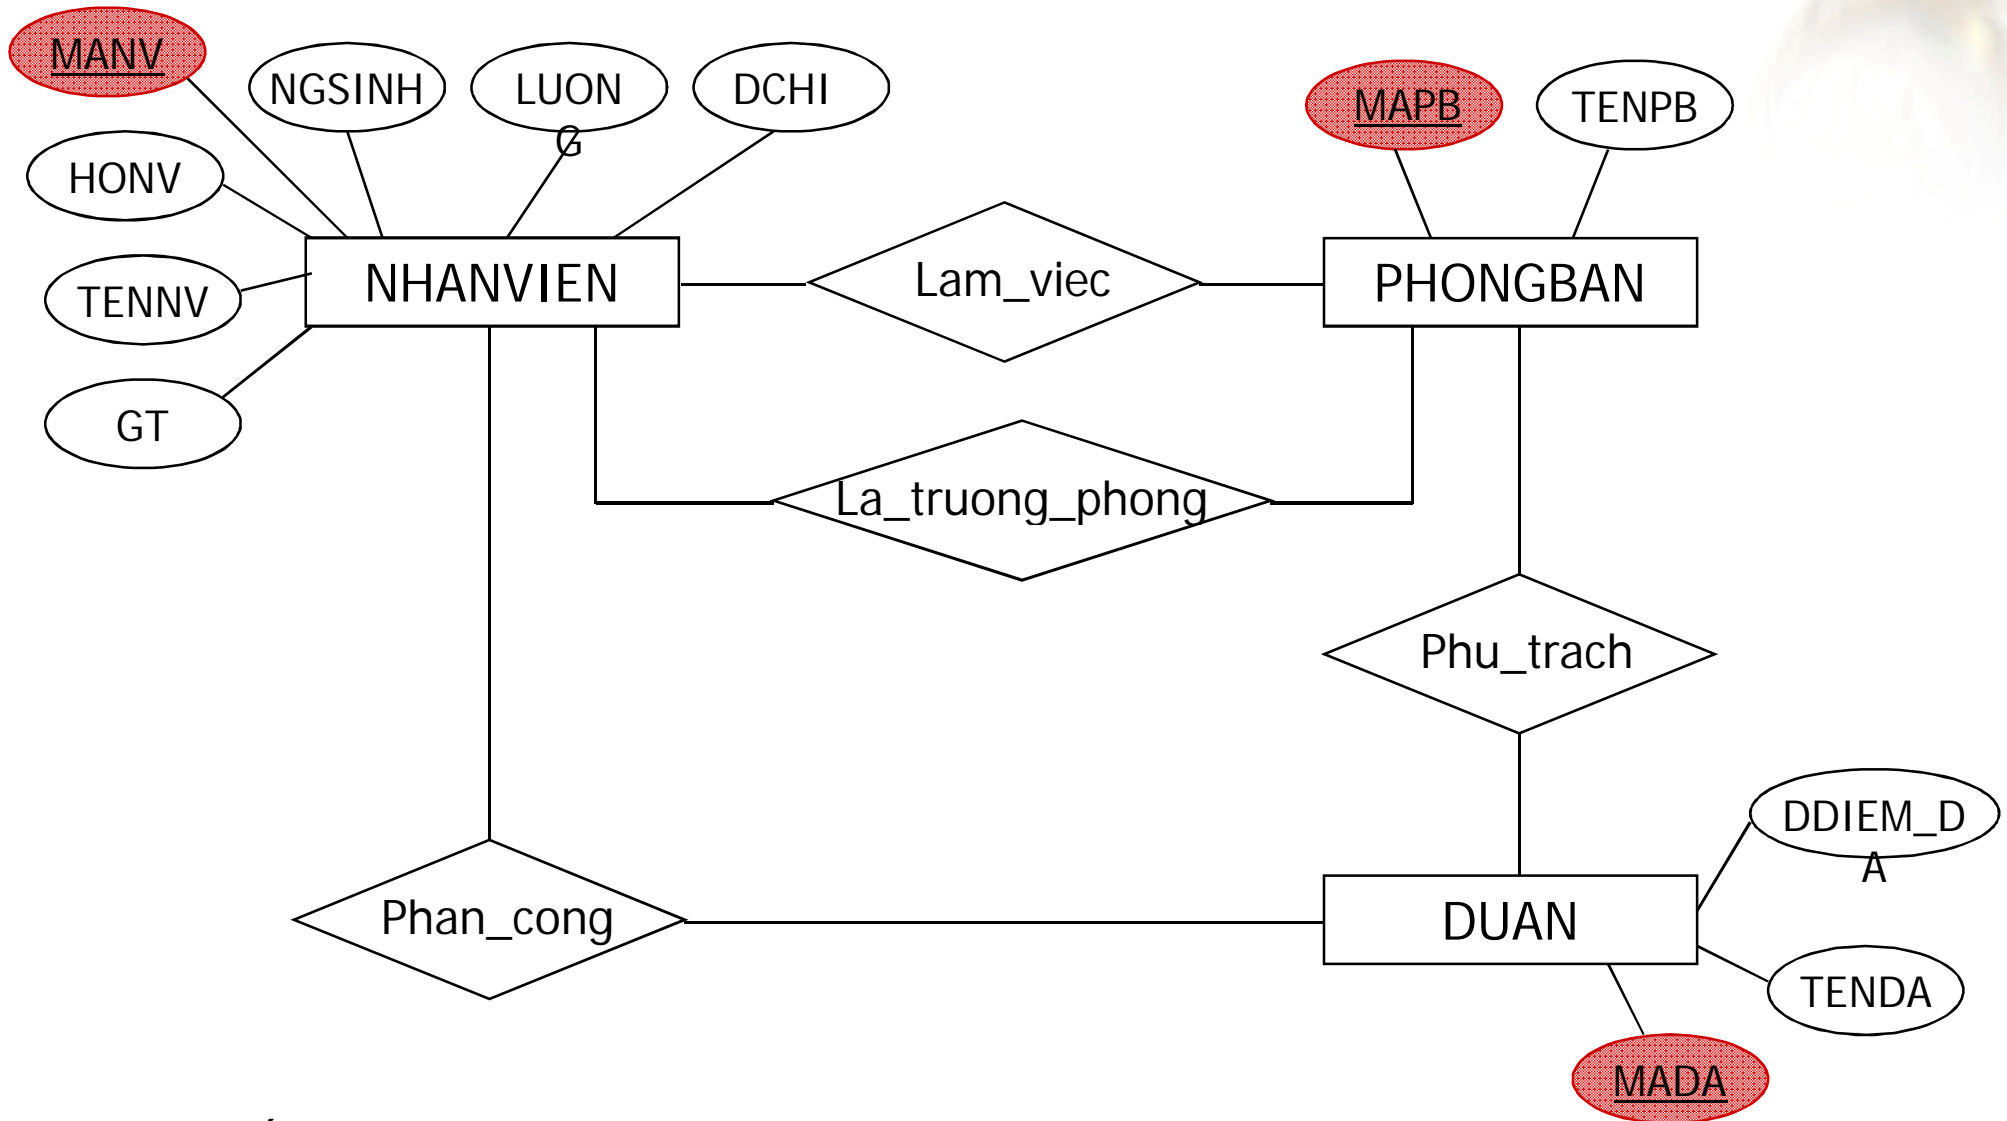 MANV
NGSINH
LUON
G
DCHI
MAPB
TENPB
HONV
TENNV
GT
NHANVIEN
Lam_viec
PHONGBAN
La_truong_phong
Phu_trach
Phan_cong
DUAN
DDIEM_D
A
TENDA
MADA